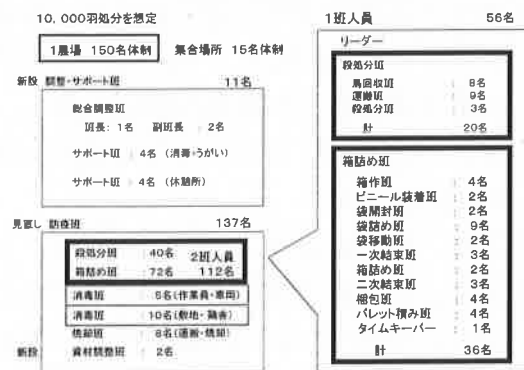 10,000羽処分を想定
1農場 150名体制 集合場所 15名体制
新設 調整・サポート班 11名
総合調整班
班長: 1名 副班長 : 2名
サポート班 : 4名 (消毒・うがい)
サポート班 : 4名 (休憩所)
見直し 防疫班 137名
殺処分班 : 40名 2班人員
箱詰め班 : 72名 112名
消毒班 : 5名(作業員・車両)
消毒班 : 10名(敷地・鶏舎)
焼却班 : 8名(運搬・焼却)
新設 資材調整班 : 2名
1班人員 56名
リーダー
殺処分班
鳥回収班 : 8名
運搬班 : 9名
殺処分班 : 3名
計 20名
箱詰め班
箱作班 : 4名
ビニール装着班 : 2名
袋開封班 : 2名
袋詰め班 : 9名
袋移動班 : 2名
一次結束班 : 3名
箱詰め班 : 2名
二次結束班 : 3名
梱包班 : 4名
パレット積み班 : 4名
タイムキーパー : 1名
計 36名